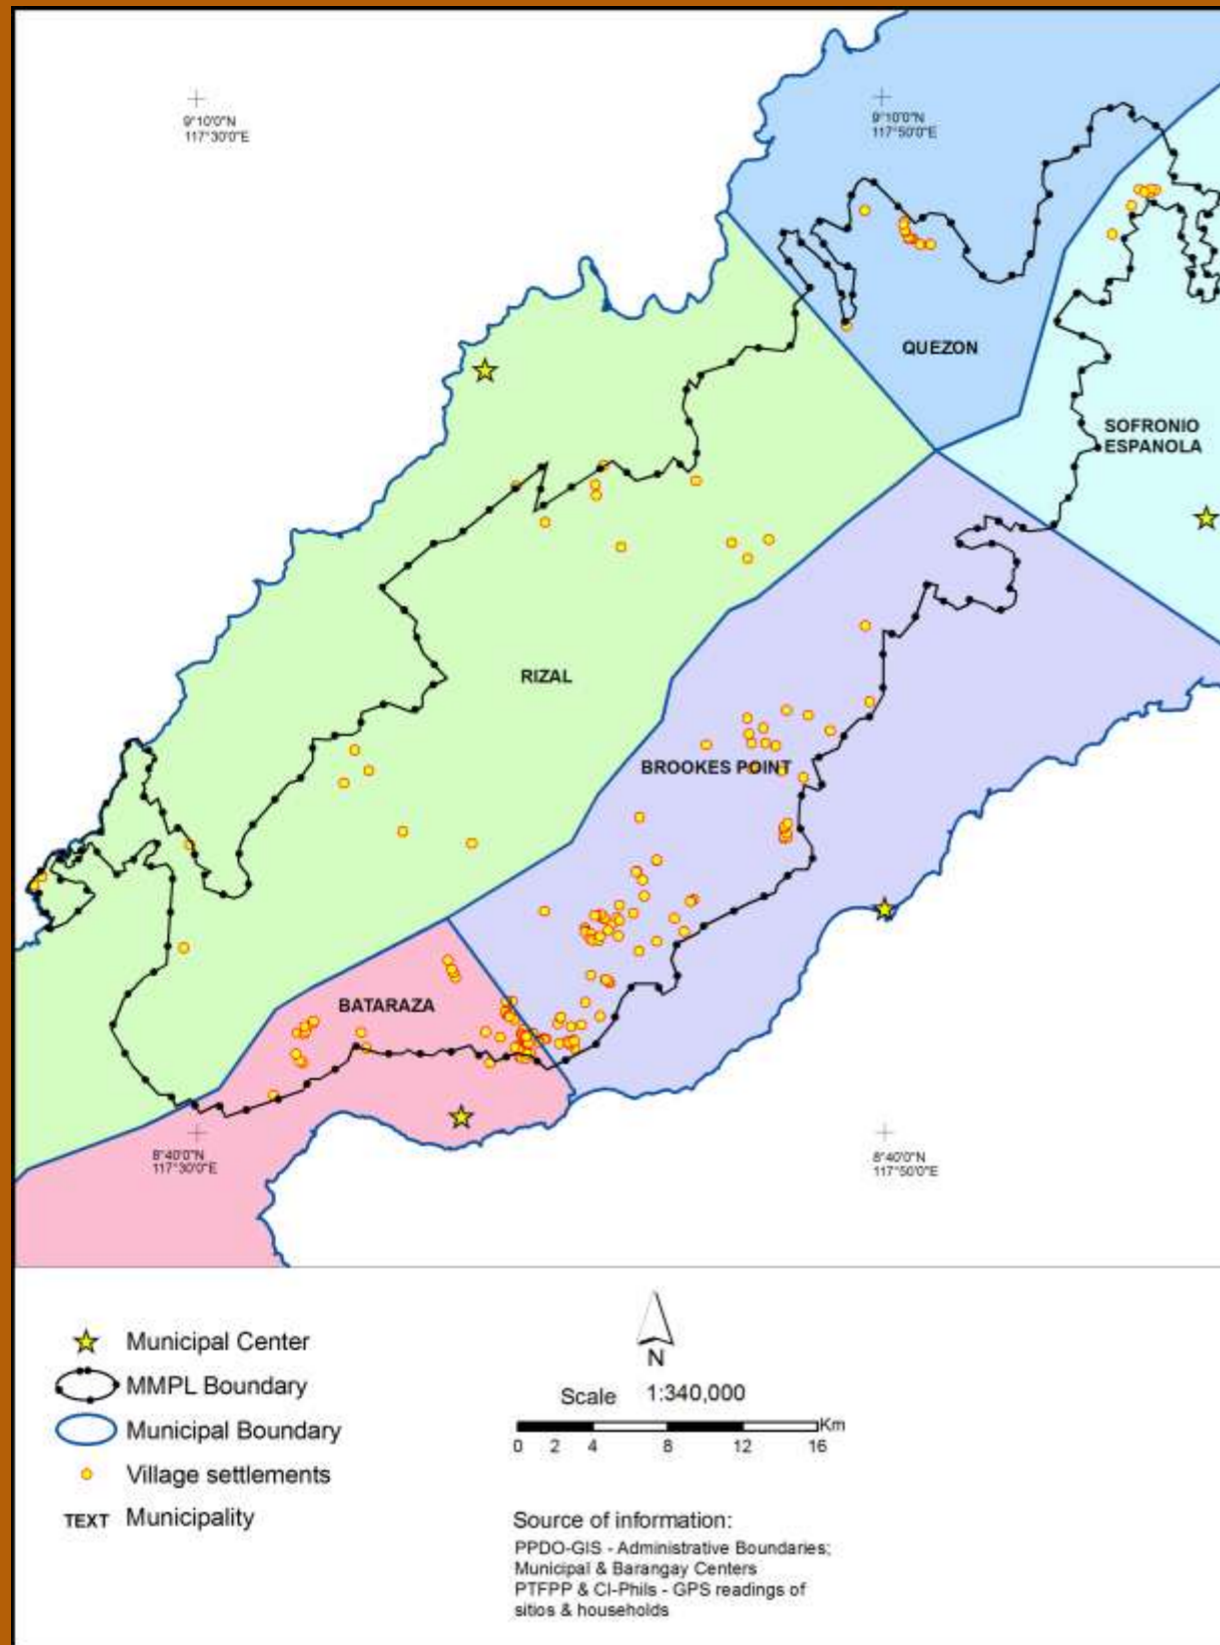 9°10'0"N
117°30'0"E
9°10'0"N
117°50'0"E
QUEZON
SOFRONIO
ESPANOLA
RIZAL
BROOKES POINT
BATARAZA
8°40'0"N
117°30'0"E
8°40'0"N
117°50'0"E
Municipal Center
MMPL Boundary
Municipal Boundary
Village settlements
TEXT Municipality
N
Scale 1:340,000
Km
0 2 4 8 12 16
Source of information:
PPDO-GIS - Administrative Boundaries;
Municipal & Barangay Centers
PTFPP & CI-Phils - GPS readings of
sitios & households